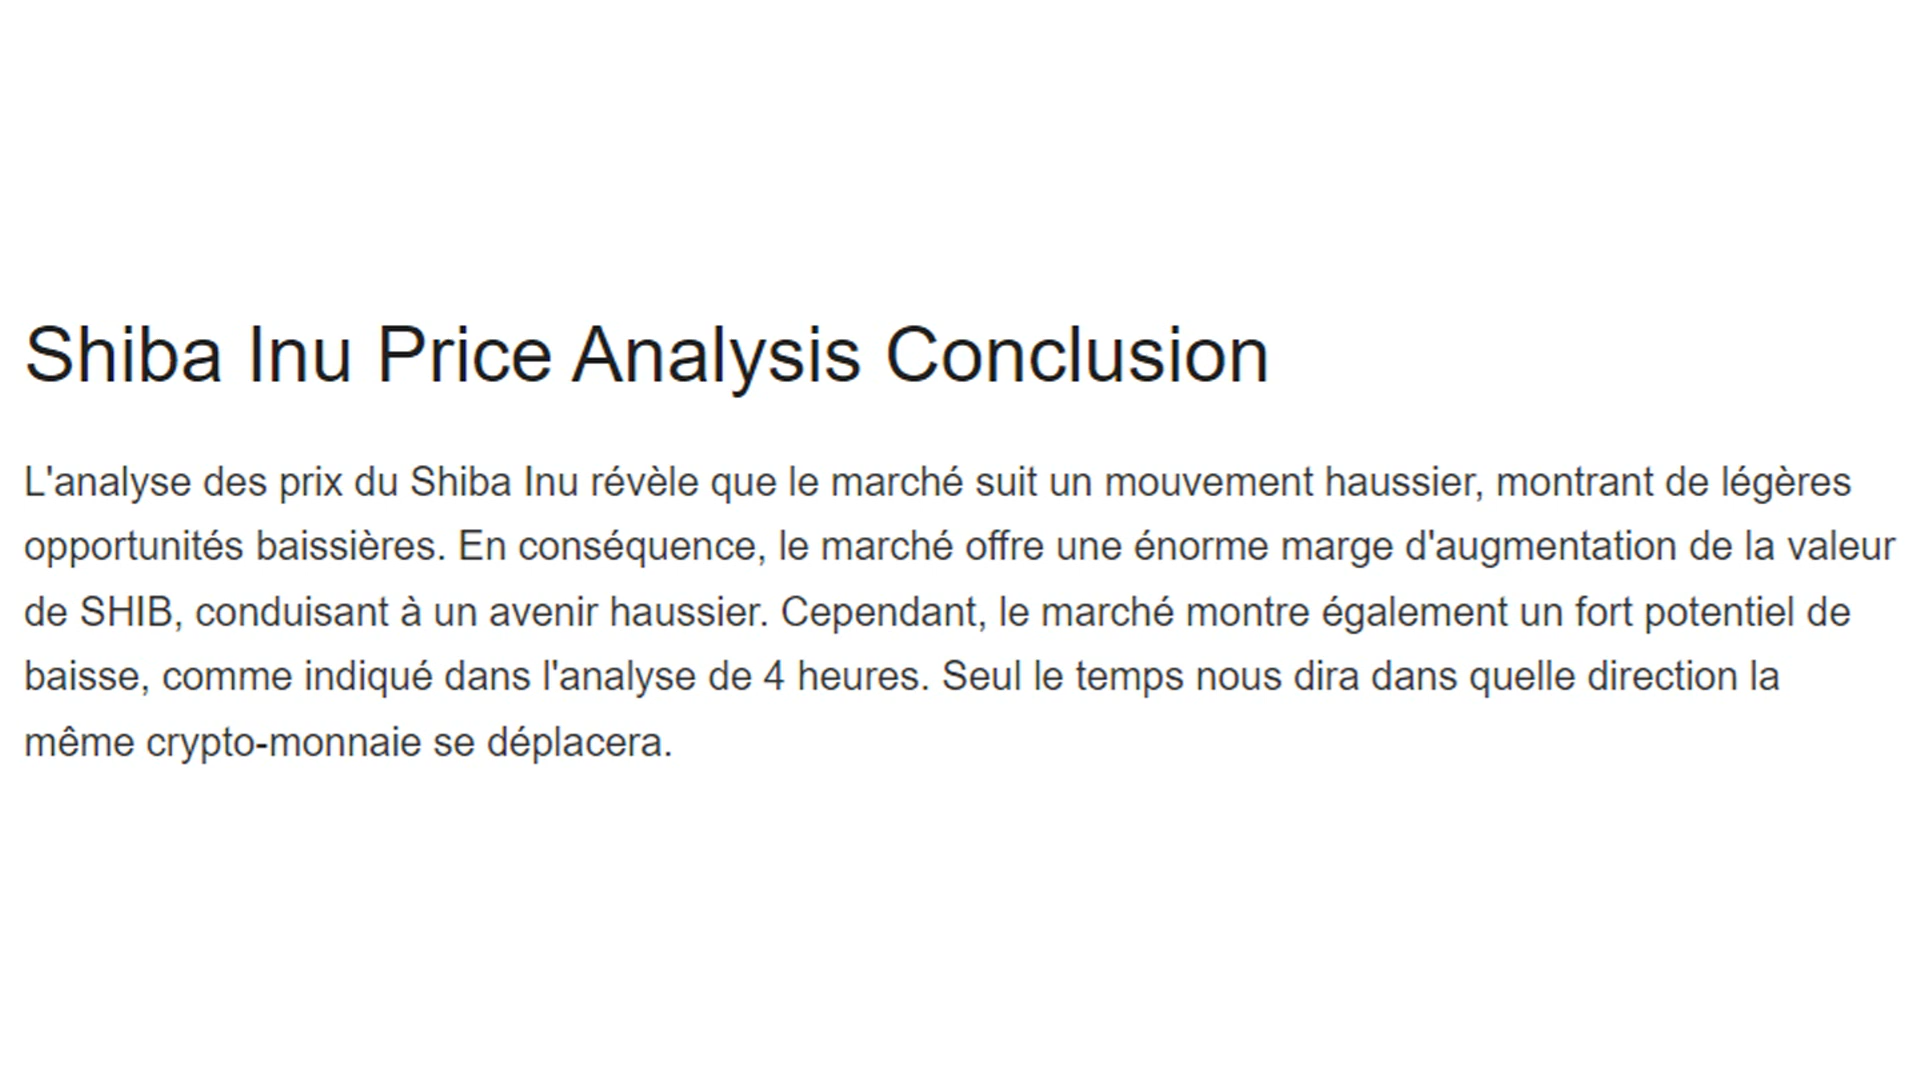 Shiba Inu Price Analysis Conclusion
L'analyse des prix du Shiba Inu révèle que le marché suit un mouvement haussier, montrant de légères
opportunités baissières. En conséquence, le marché offre une énorme marge d'augmentation de la valeur
de SHIB, conduisant à un avenir haussier. Cependant, le marché montre également un fort potentiel de
baisse, comme indiqué dans l'analyse de 4 heures. Seul le temps nous dira dans quelle direction la
même crypto-monnaie se déplacera.